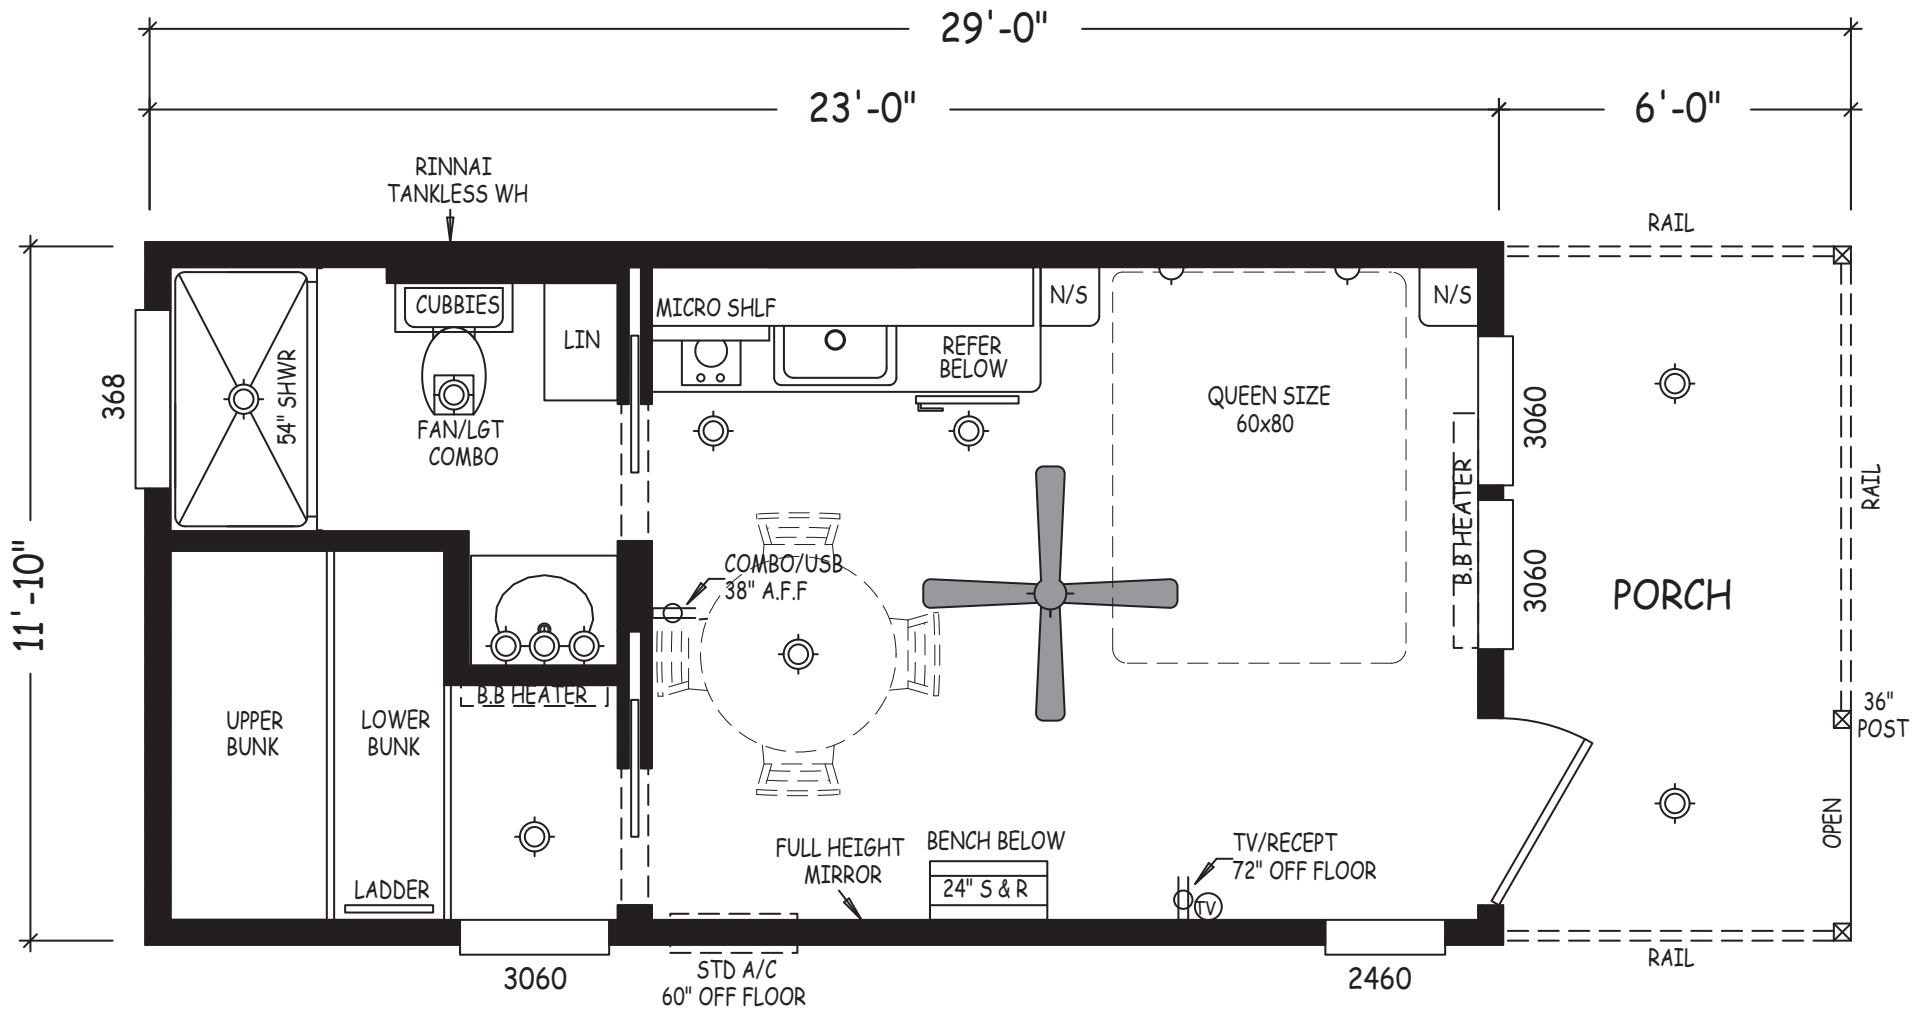 29'-0"
23'-0"
6'-0"
RINNAI
TANKLESS WH
RAIL
11'-10"
368
54" SHWR
CUBBIES
FAN/LGT
COMBO
LIN
MICRO SHLF
REFER
BELOW
N/S
QUEEN SIZE
60x80
N/S
3060
B.B HEATER
3060
PORCH
RAIL
COMBO/USB
38" A.F.F
B.B HEATER
UPPER
BUNK
LOWER
BUNK
LADDER
36"
POST
OPEN
FULL HEIGHT
MIRROR
BENCH BELOW
24" S & R
TV/RECEPT
72" OFF FLOOR
TV
3060
STD A/C
60" OFF FLOOR
2460
RAIL